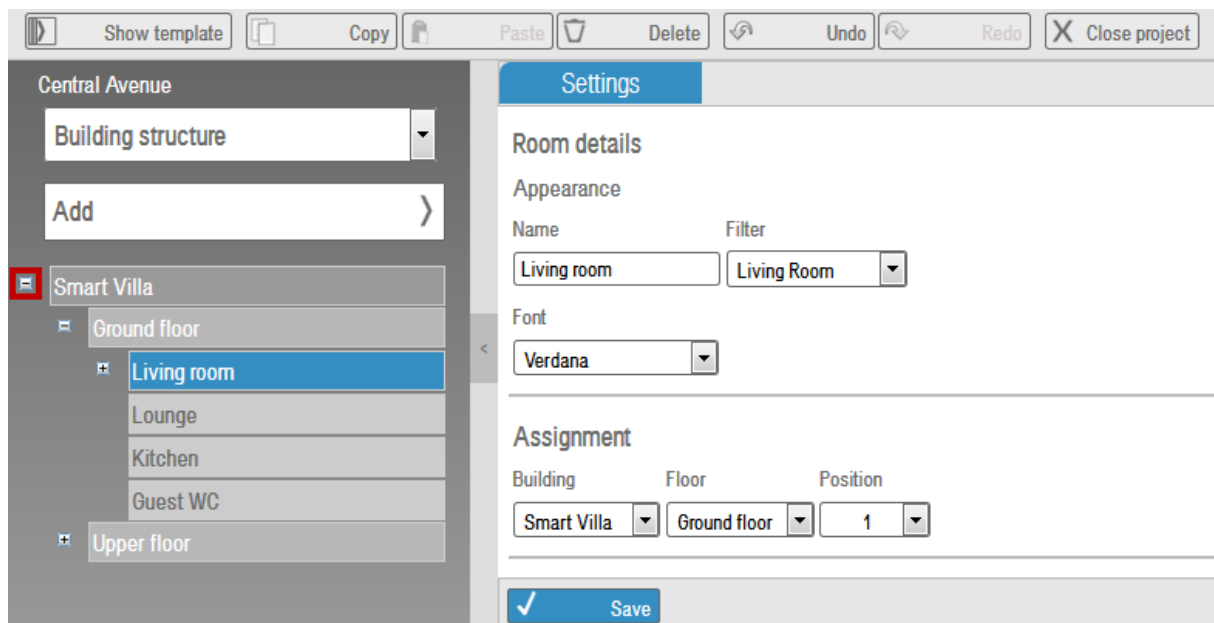 Show template Copy Paste Delete Undo Redo Close project
Central Avenue
Building structure
Add
Smart Villa
Ground floor
Living room
Lounge
Kitchen
Guest WC
Upper floor
<
Settings
Room details
Appearance
Name Filter
Living room Living Room
Font
Verdana
Assignment
Building Floor Position
Smart Villa Ground floor 1
Save